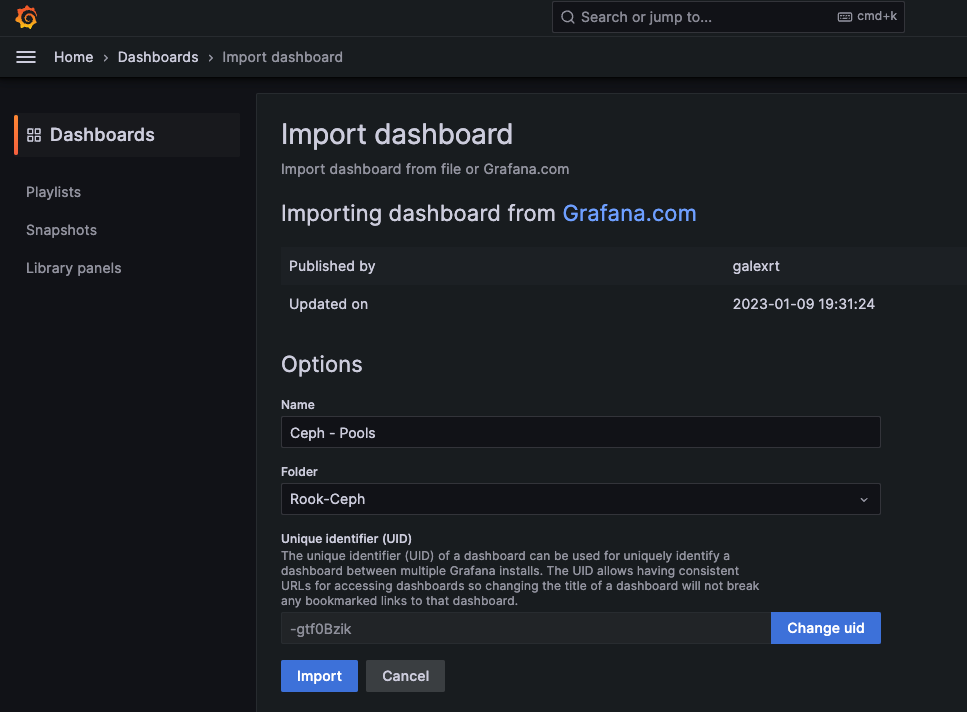 Search or jump to...
cmd+k
Home › Dashboards › Import dashboard
Dashboards
Playlists
Snapshots
Library panels
Import dashboard
Import dashboard from file or Grafana.com
Importing dashboard from Grafana.com
Published by galexrt
Updated on 2023-01-09 19:31:24
Options
Name
Ceph - Pools
Folder
Rook-Ceph
Unique identifier (UID)
The unique identifier (UID) of a dashboard can be used for uniquely identify a
dashboard between multiple Grafana installs. The UID allows having consistent
URLs for accessing dashboards so changing the title of a dashboard will not break
any bookmarked links to that dashboard.
-gtf0Bzik
Change uid
Import
Cancel